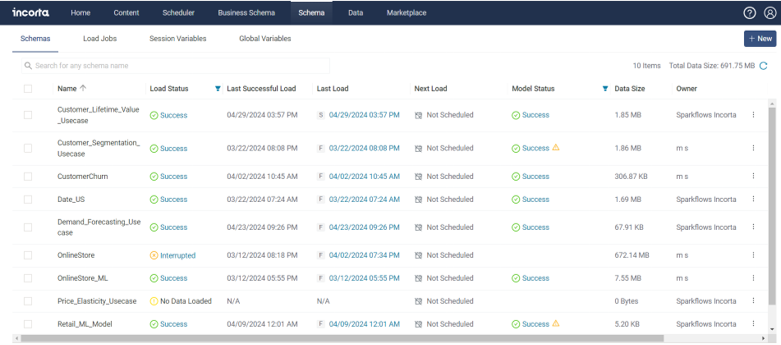 incorta Home Content Scheduler Business Schema Schema Data Marketplace
Schemas Load Jobs Session Variables Global Variables + New
Search for any schema name 10 Items Total Data Size: 691.75 MB
Name Load Status Last Successful Load Last Load Next Load Model Status Data Size Owner
Customer_Lifetime_Value
_Usecase Success 04/29/2024 03:57 PM S 04/29/2024 03:57 PM Not Scheduled Success 1.85 MB Sparkflows Incorta
Customer_Segmentation_
Usecase Success 03/22/2024 08:08 PM F 03/22/2024 08:08 PM Not Scheduled Success 1.86 MB m s
CustomerChurn Success 04/02/2024 10:45 AM F 04/02/2024 10:45 AM Not Scheduled Success 306.87 KB m s
Date_US Success 03/22/2024 07:24 AM F 03/22/2024 07:24 AM Not Scheduled Success 1.69 MB Sparkflows Incorta
Demand_Forecasting_Use
case Success 04/23/2024 09:26 PM F 04/23/2024 09:26 PM Not Scheduled Success 67.91 KB Sparkflows Incorta
OnlineStore Interrupted 03/12/2024 08:18 PM F 04/02/2024 07:34 PM Not Scheduled 672.14 MB m s
OnlineStore_ML Success 03/12/2024 05:55 PM F 03/12/2024 05:55 PM Not Scheduled Success 7.55 MB m s
Price_Elasticity_Usecase No Data Loaded N/A N/A Not Scheduled 0 Bytes Sparkflows Incorta
Retail_ML_Model Success 04/09/2024 12:01 AM F 04/09/2024 12:01 AM Not Scheduled Success 5.20 KB Sparkflows Incorta